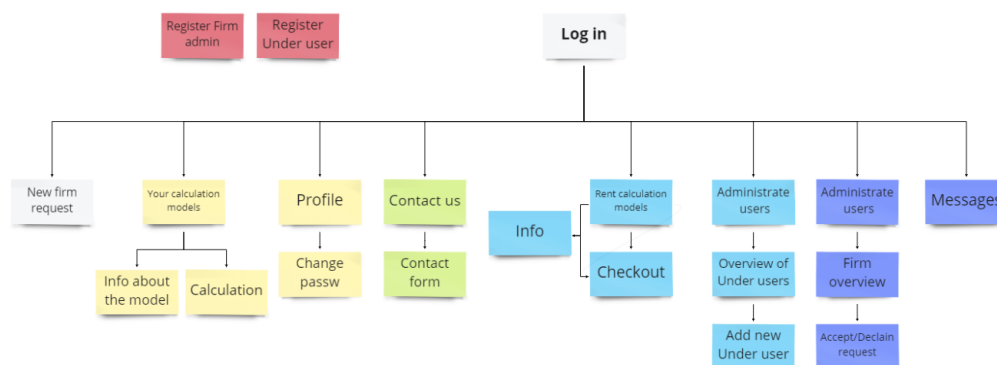 Register Firm
admin
Register
Under user
Log in
New firm
request
Your calculation
models
Profile
Contact us
Rent calculation
models
Administrate
users
Administrate
users
Messages
Info
Info about
the model
Calculation
Change
passw
Contact
form
Checkout
Overview of
Under users
Firm
overview
Add new
Under user
Accept/Declain
request